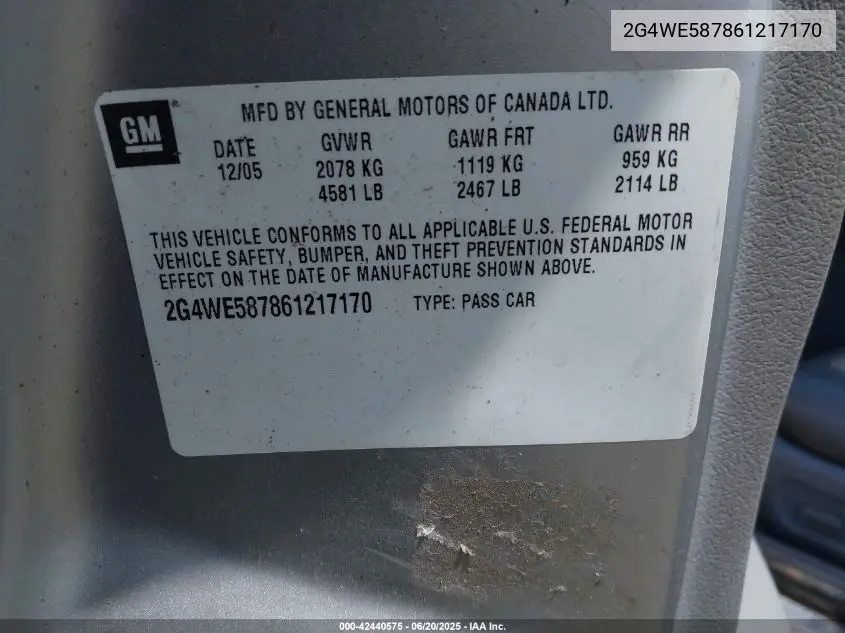 2G4WE587861217170
GM
MFD BY GENERAL MOTORS OF CANADA LTD.
DATE GVWR GAWR FRT GAWR RR
12/05 2078 KG 1119 KG 959 KG
4581 LB 2467 LB 2114 LB
THIS VEHICLE CONFORMS TO ALL APPLICABLE U.S. FEDERAL MOTOR
VEHICLE SAFETY, BUMPER, AND THEFT PREVENTION STANDARDS IN
EFFECT ON THE DATE OF MANUFACTURE SHOWN ABOVE.
2G4WE587861217170 TYPE: PASS CAR
000-42440575 - 06/20/2025 - IAA Inc.